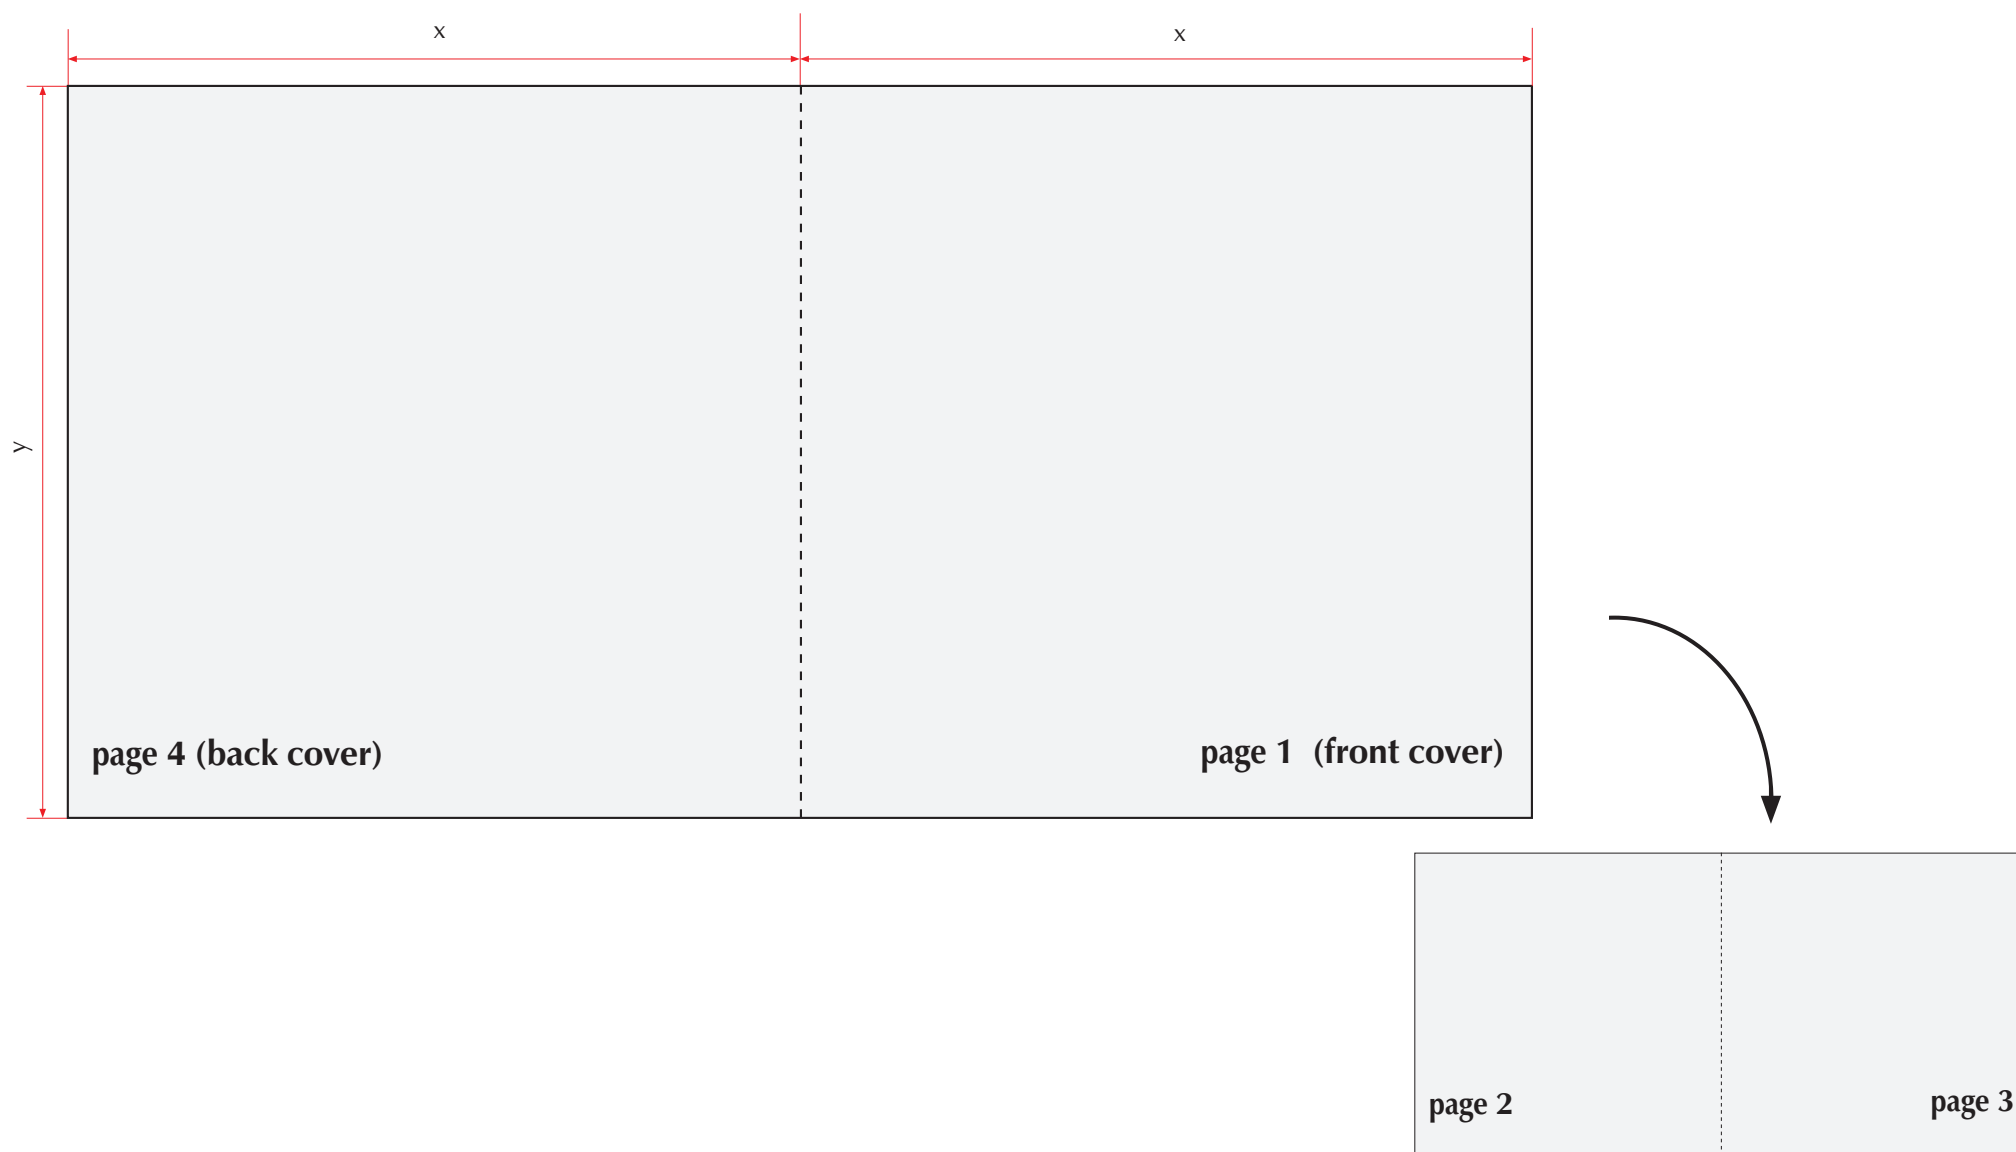 x
x
y
page 4 (back cover)
page 1 (front cover)
page 2
page 3